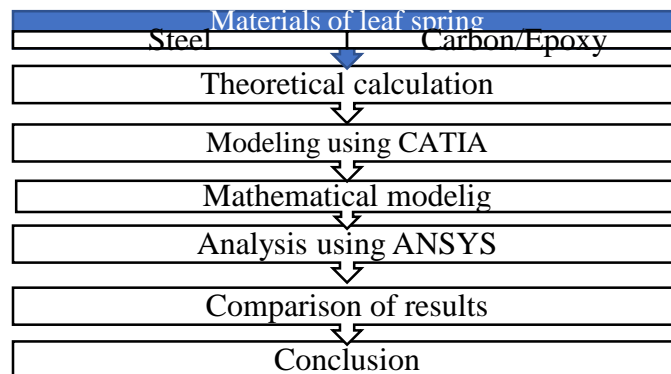 Materials of leaf spring
Steel Carbon/Epoxy
Theoretical calculation
Modeling using CATIA
Mathematical modelig
Analysis using ANSYS
Comparison of results
Conclusion